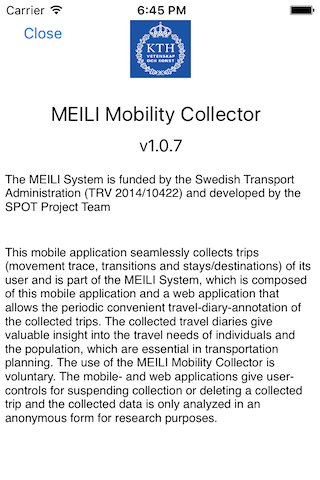 Carrier 6:45 PM
Close
KTH
VETENSKAP
OCH KONST
MEILI Mobility Collector
v1.0.7
The MEILI System is funded by the Swedish Transport
Administration (TRV 2014/10422) and developed by the
SPOT Project Team
This mobile application seamlessly collects trips
(movement trace, transitions and stays/destinations) of its
user and is part of the MEILI System, which is composed
of this mobile application and a web application that
allows the periodic convenient travel-diary-annotation of
the collected trips. The collected travel diaries give
valuable insight into the travel needs of individuals and
the population, which are essential in transportation
planning. The use of the MEILI Mobility Collector is
voluntary. The mobile- and web applications give user-
controls for suspending collection or deleting a collected
trip and the collected data is only analyzed in an
anonymous form for research purposes.